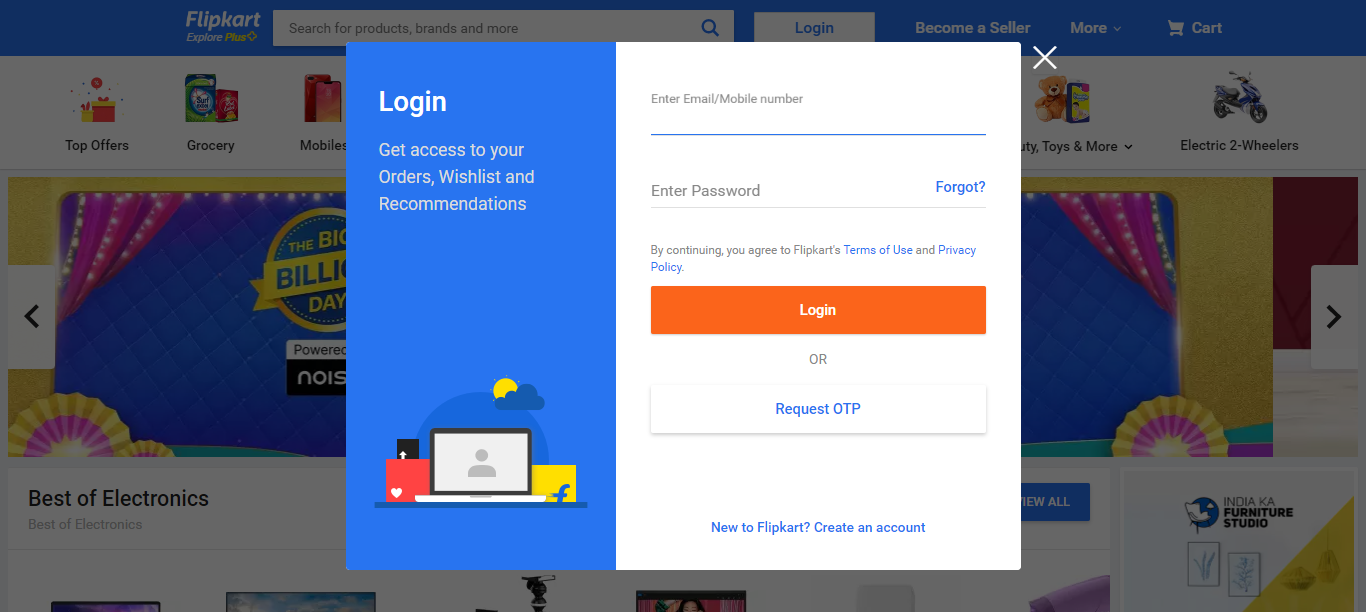 Flipkart
Explore Plus
Search for products, brands and more
Login
Become a Seller
More
Cart
Top Offers
Grocery
Mobiles
Toys & More
Electric 2-Wheelers
THE BIG
BILLION
DAY
Powered
NOIS
Login
Get access to your
Orders, Wishlist and
Recommendations
Enter Email/Mobile number
Enter Password
Forgot?
By continuing, you agree to Flipkart's Terms of Use and Privacy
Policy.
Login
OR
Request OTP
New to Flipkart? Create an account
Best of Electronics
Best of Electronics
VIEW ALL
INDIA KA
FURNITURE
STUDIO